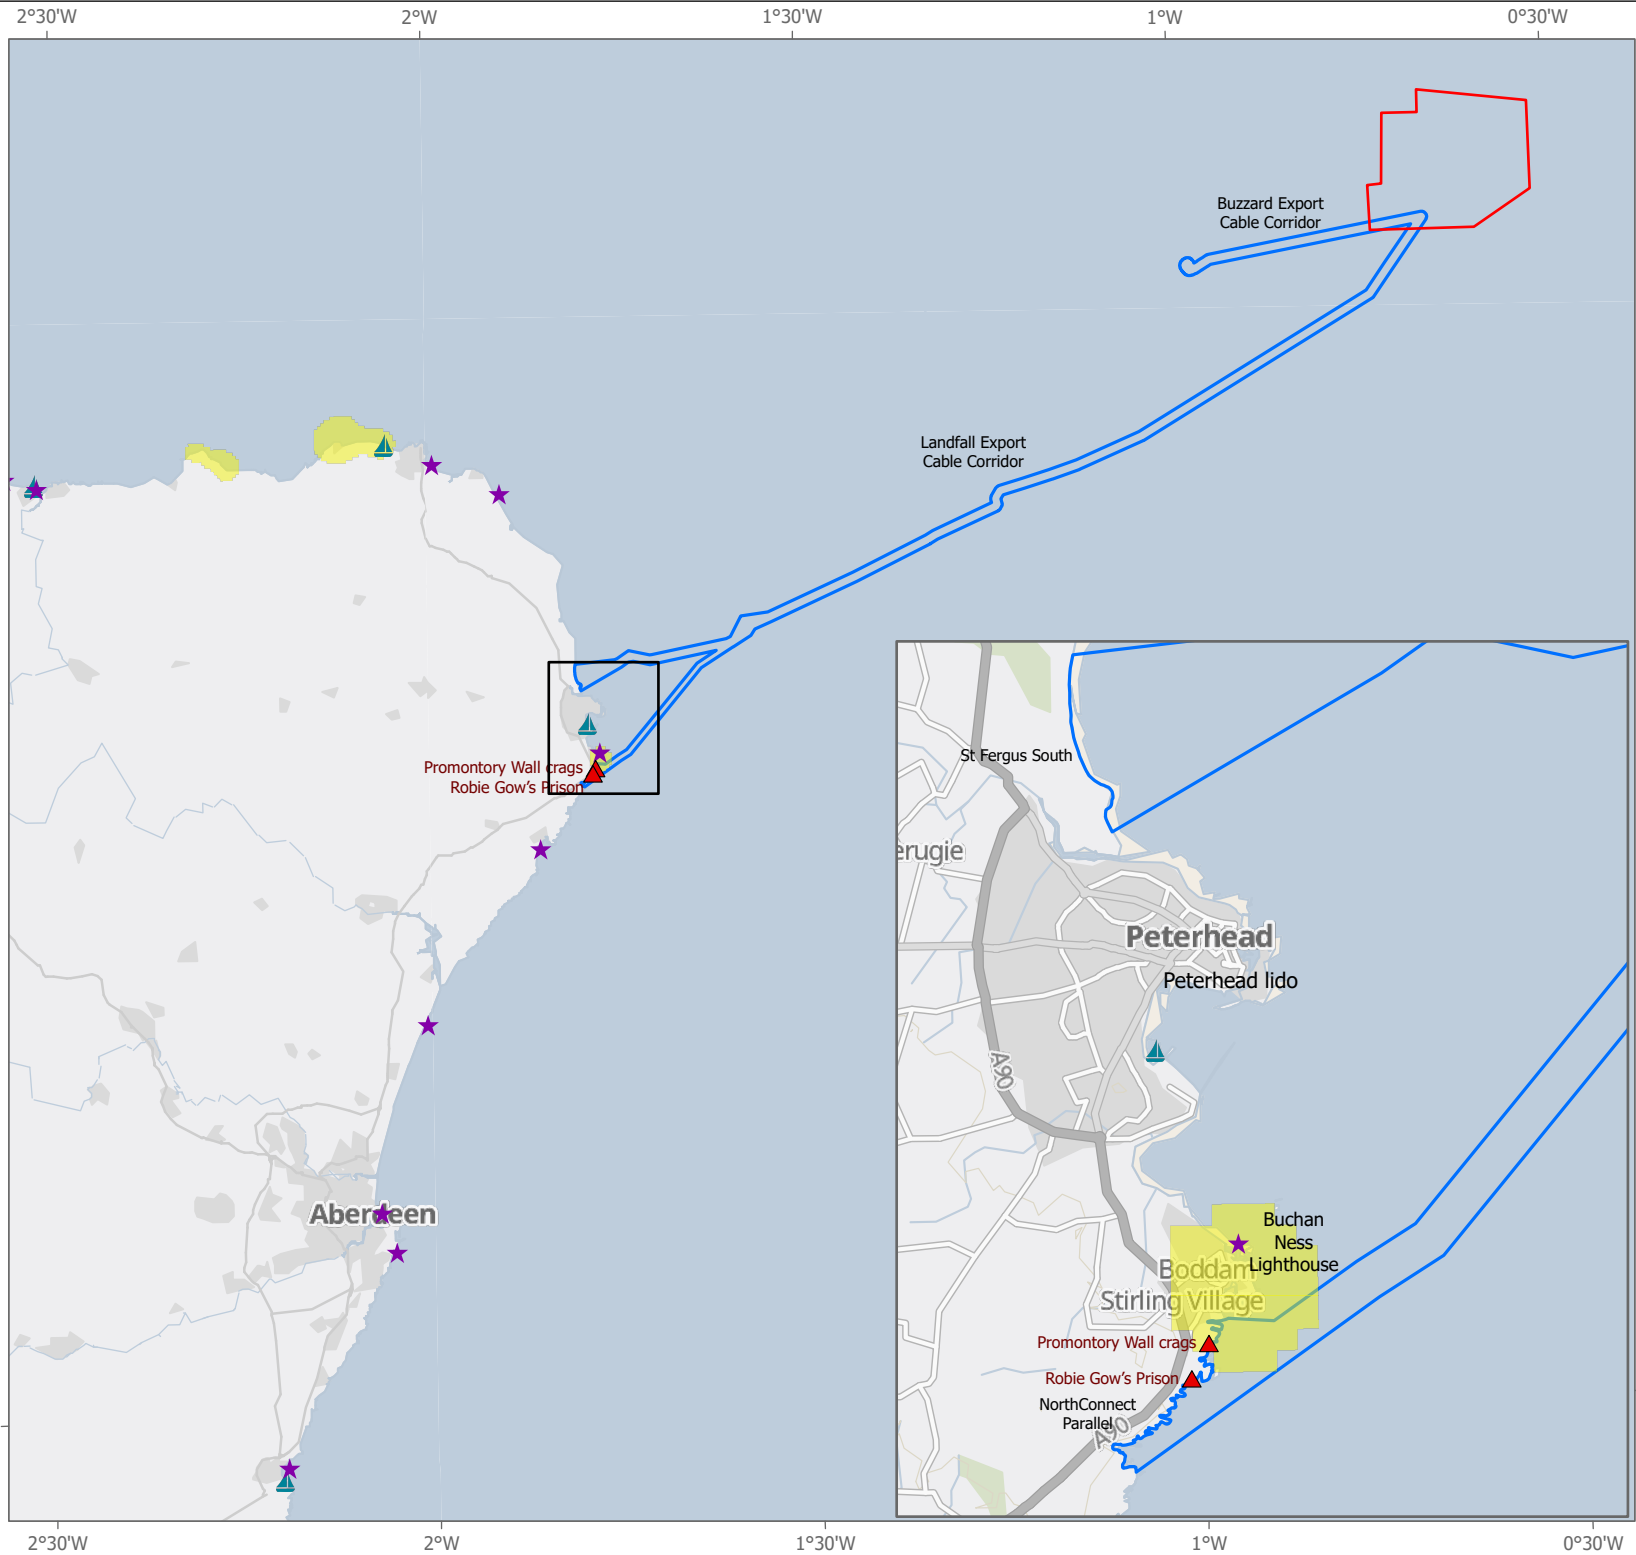 2°30'W 2°W 1°30'W 1°W 0°30'W
Buzzard Export
Cable Corridor
Landfall Export
Cable Corridor
Promontory Wall crags
Robie Gow's Prison
Aberdeen
St Fergus South
erugie
Peterhead
Peterhead lido
A90
Buchan
Ness
Lighthouse
Boddam
Stirling Village
Promontory Wall crags
Robie Gow's Prison
NorthConnect
Parallel
A90
2°30'W 2°W 1°30'W 1°W 0°30'W